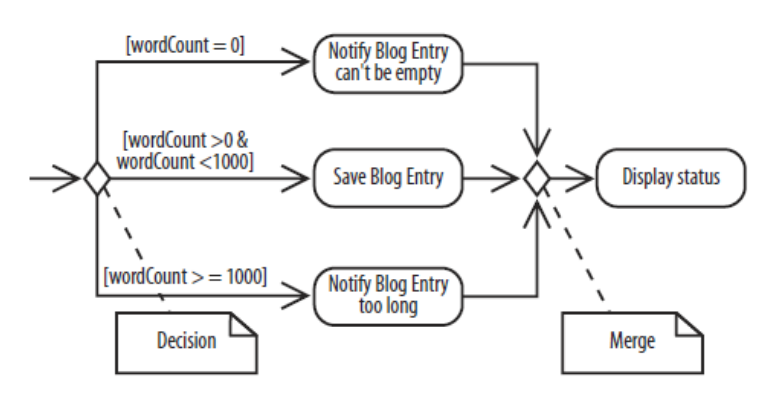 [wordCount = 0]
Notify Blog Entry
can't be empty
[wordCount >0 &
wordCount <1000]
Save Blog Entry
Display status
[wordCount > = 1000]
Notify Blog Entry
too long
Decision
Merge